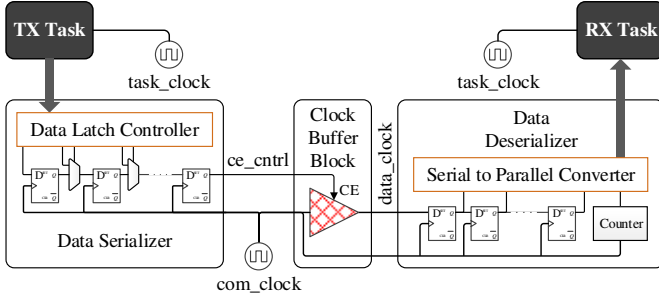 TX Task
RX Task
task_clock
task_clock
Data Latch Controller
Clock
Buffer
Block
Data
Deserializer
ce_cntrl
data_clock
Serial to Parallel Converter
CE
D Q
Q
D Q
Q
D Q
Q
D Q
Q
D Q
Q
D Q
Q
Counter
Data Serializer
com_clock